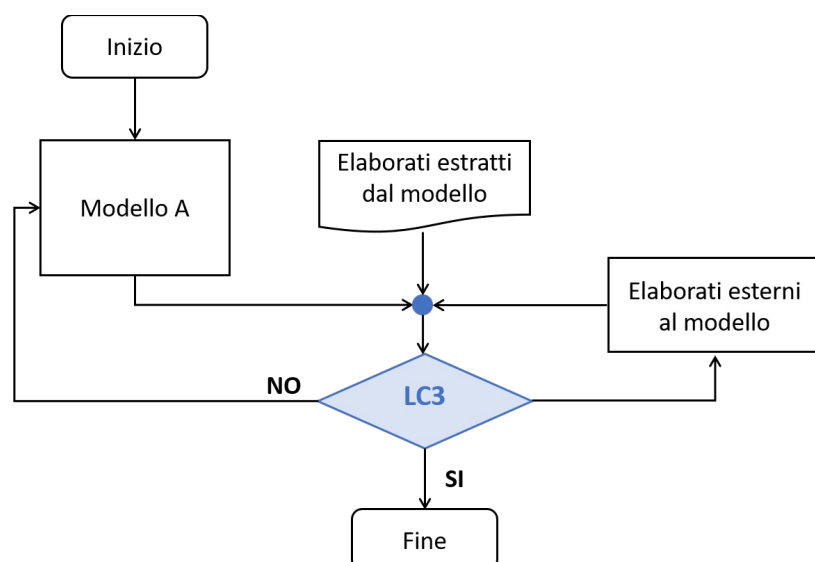 Inizio
Modello A
Elaborati estratti
dal modello
Elaborati esterni
al modello
NO
LC3
SI
Fine